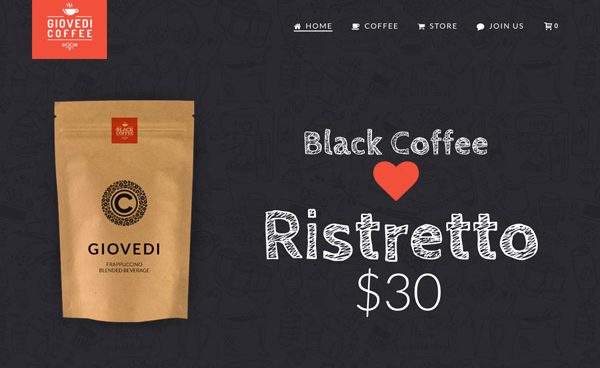 GIOVEDI
COFFEE
HOME
COFFEE
STORE
JOIN US
0
BLACK
COFFEE
C
GIOVEDI
FRAPPUCCINO
BLENDED BEVERAGE
Black Coffee
Ristretto
$30